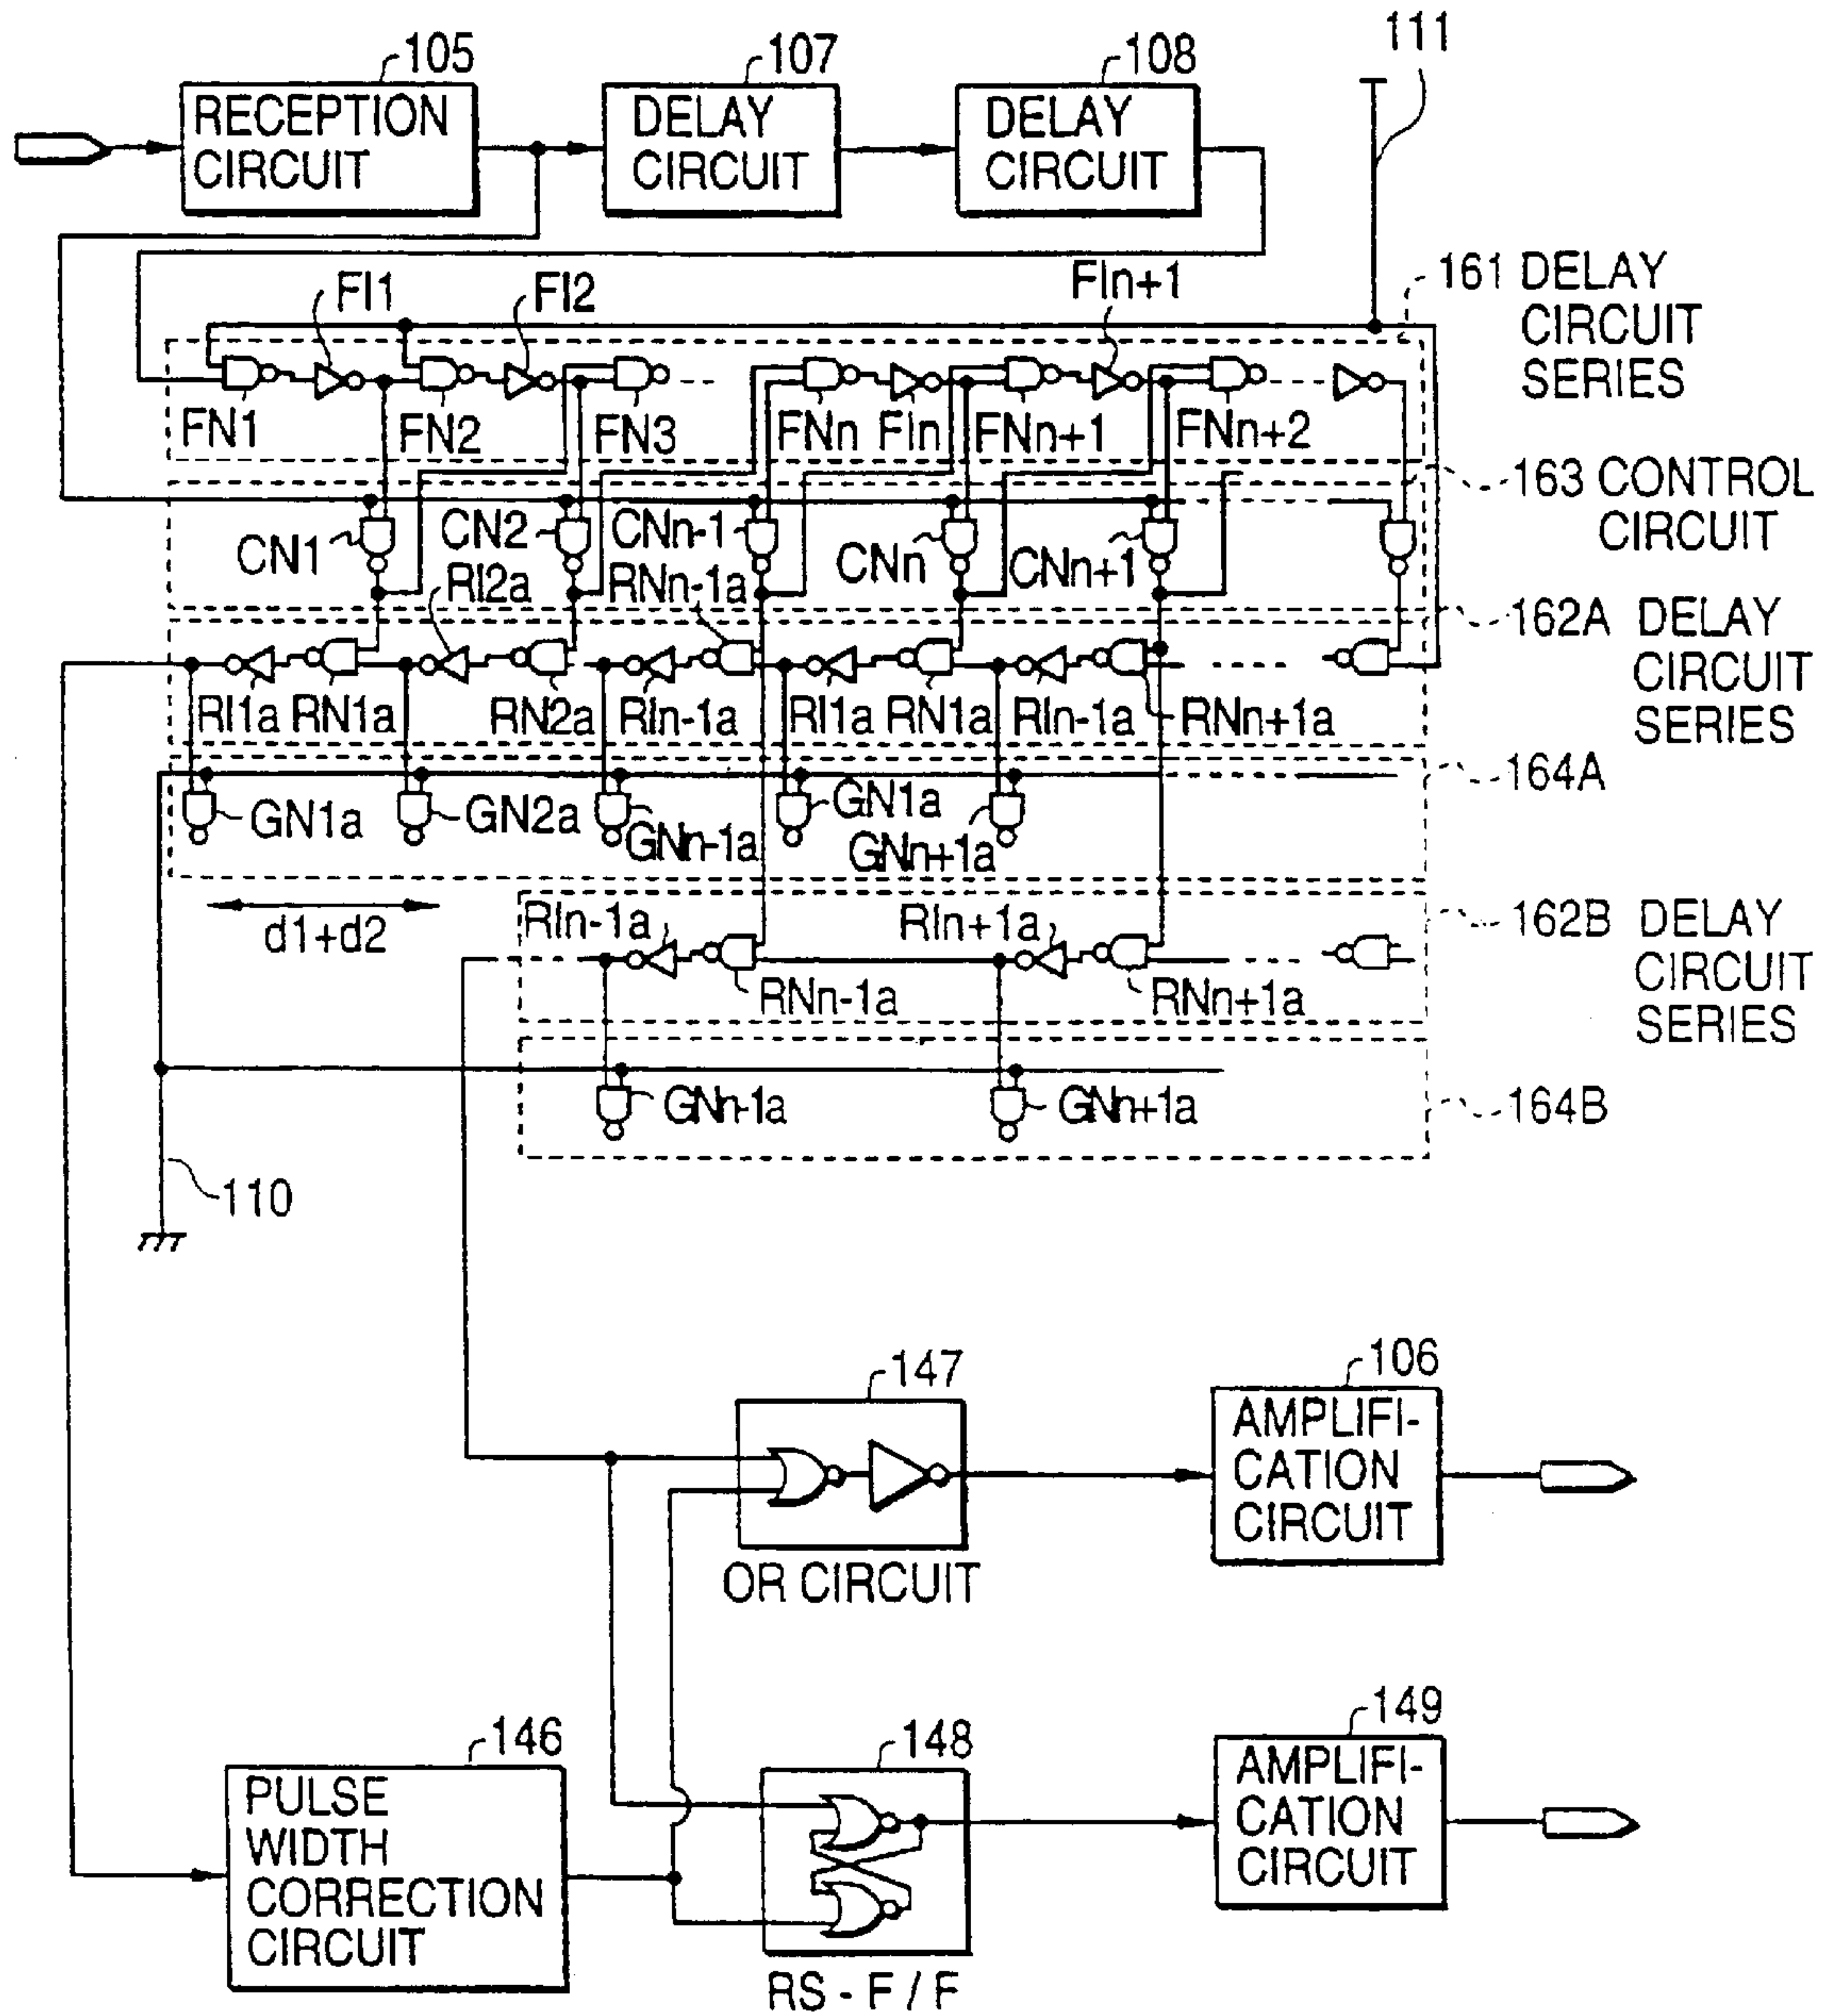 105
107
108
111
RECEPTION
CIRCUIT
DELAY
CIRCUIT
DELAY
CIRCUIT
FI1
FI2
FIn+1
161 DELAY
CIRCUIT
SERIES
FN1
FN2
FN3
FNn
FIn
FNn+1
FNn+2
163 CONTROL
CIRCUIT
CN1
CN2
CNn-1
CNn
CNn+1
RI2a
RNn-1a
162A DELAY
CIRCUIT
SERIES
RI1a
RN1a
RN2a
RIn-1a
RI1a
RN1a
RIn-1a
RNn+1a
164A
GN1a
GN2a
GNn-1a
GN1a
GNn+1a
d1+d2
RIn-1a
RIn+1a
162B DELAY
CIRCUIT
SERIES
RNn-1a
RNn+1a
GNn-1a
GNn+1a
164B
110
147
106
AMPLIFI-
CATION
CIRCUIT
OR CIRCUIT
146
148
149
PULSE
WIDTH
CORRECTION
CIRCUIT
AMPLIFI-
CATION
CIRCUIT
RS - F / F